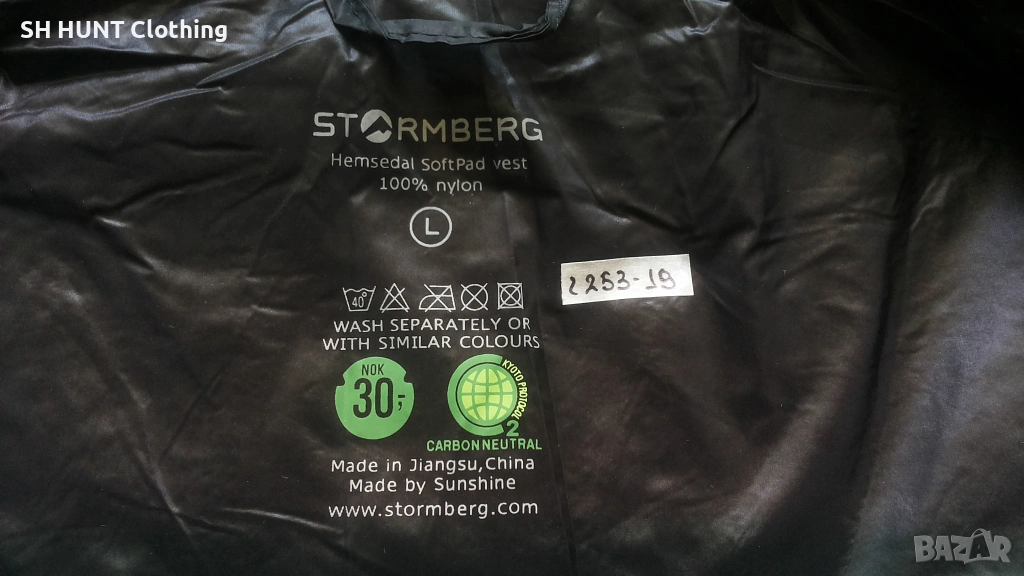 SH HUNT Clothing
STORMBERG
Hemsedal SoftPad vest
100% nylon
L
2253-19
40°
WASH SEPARATELY OR
WITH SIMILAR COLOURS
NOK
30,-
KYOTO PROTOCOL
2
CARBON NEUTRAL
Made in Jiangsu,China
Made by Sunshine
www.stormberg.com
BAZAR